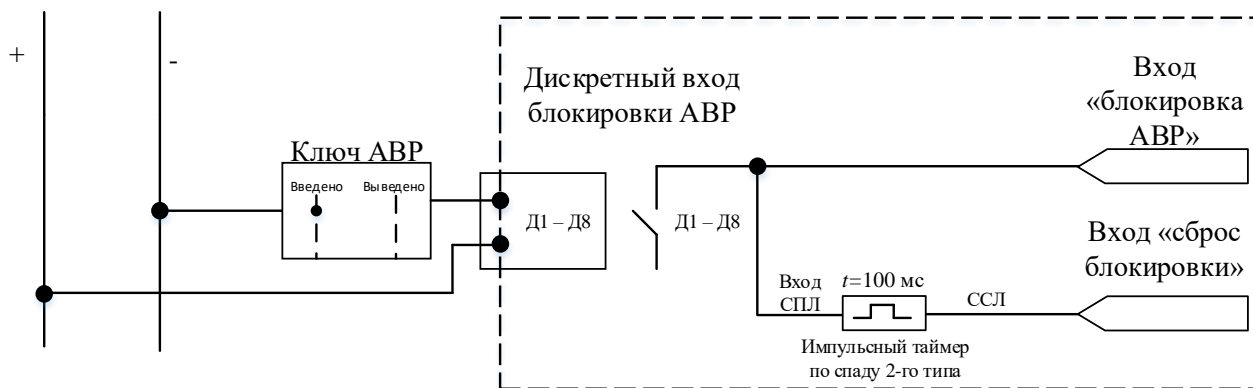 +
-
Дискретный вход
блокировки АВР
Вход
«блокировка
АВР»
Ключ АВР
Введено
Выведено
Д1 – Д8
Д1 – Д8
Вход «сброс
блокировки»
Вход
СПЛ
t=100 мс
ССЛ
Импульсный таймер
по спаду 2-го типа